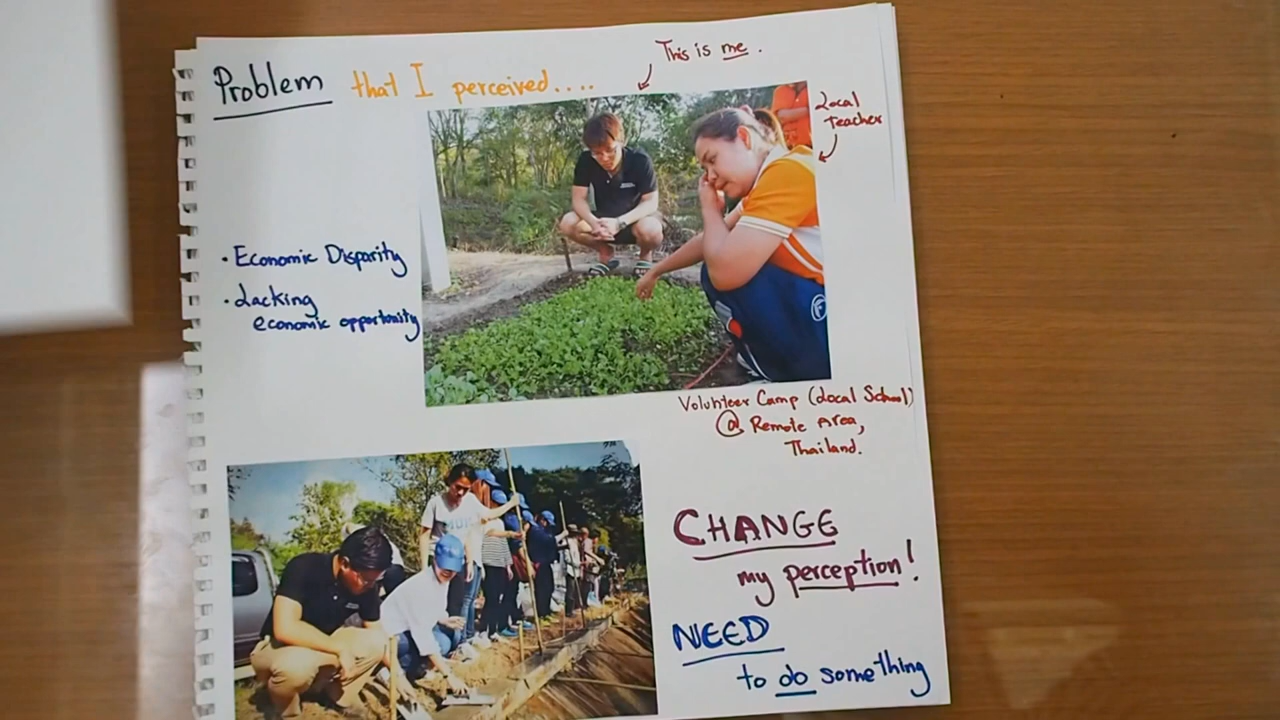 Problem that I perceived....
This is me.
Local
Teacher
• Economic Disparity
• Lacking
economic opportunity
Volunteer Camp (Local School)
@ Remote Area,
Thailand.
CHANGE
my perception!
NEED
to do something